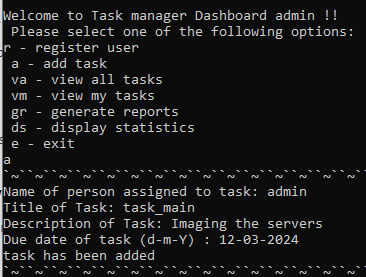 Welcome to Task manager Dashboard admin !!
Please select one of the following options:
r - register user
a - add task
va - view all tasks
vm - view my tasks
gr - generate reports
ds - display statistics
e - exit
a
`~``~``~``~``~``~``~``~``~``~``~``~``~``~``~``~``~`
Name of person assigned to task: admin
Title of Task: task_main
Description of Task: Imaging the servers
Due date of task (d-m-Y) : 12-03-2024
task has been added
`~``~``~``~``~``~``~``~``~``~``~``~``~``~``~``~``~`